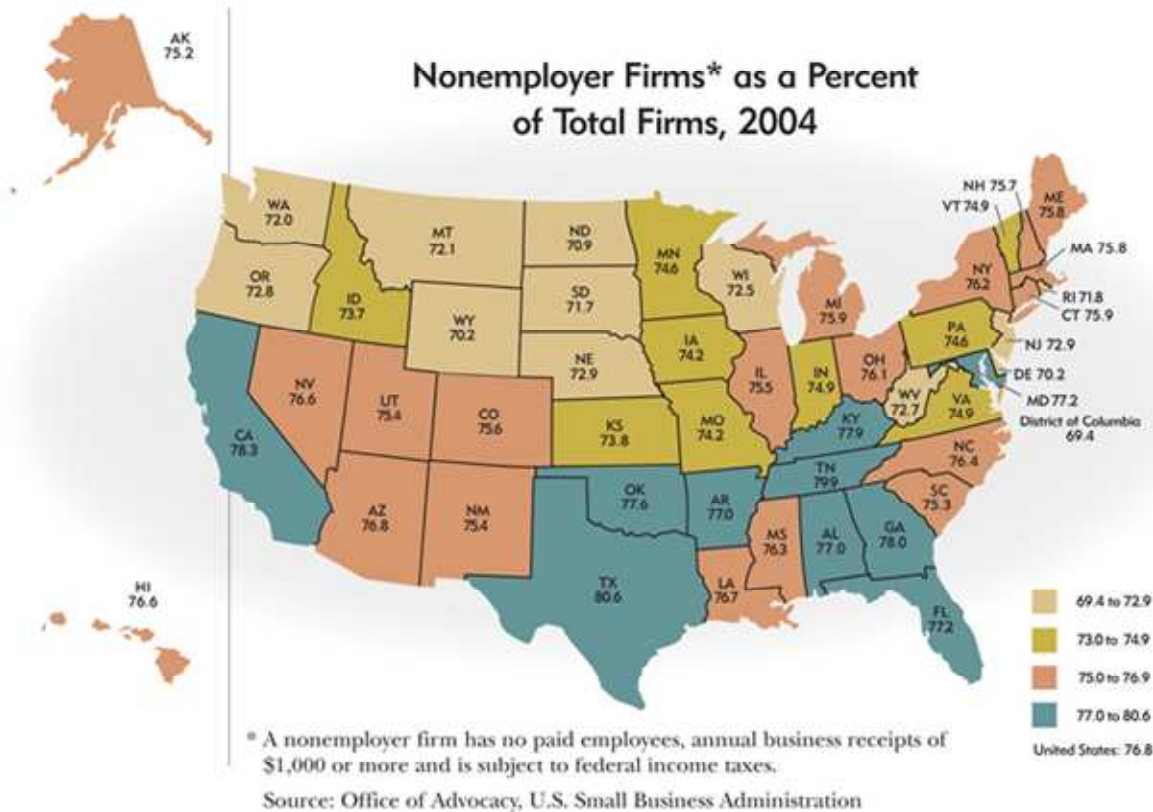 AK
75.2
Nonemployer Firms* as a Percent
of Total Firms, 2004
WA
72.0
MT
72.1
ND
70.9
MN
74.6
NH 75.7
VT 74.9
ME
75.8
MA 75.8
OR
72.8
ID
73.7
SD
71.7
WI
72.5
MI
75.9
NY
76.2
RI 71.8
CT 75.9
WY
70.2
IA
74.2
PA
74.6
NJ 72.9
NE
72.9
IL
75.5
IN
74.9
OH
76.1
DE 70.2
MD 77.2
NV
76.6
UT
75.4
CO
75.6
KS
73.8
MO
74.2
KY
77.9
WV
72.7
VA
74.9
District of Columbia
69.4
CA
78.3
TN
79.9
NC
76.4
AZ
76.8
NM
75.4
OK
77.6
AR
77.0
SC
75.3
MS
76.3
AL
77.0
GA
78.0
TX
80.6
LA
76.7
FL
77.2
HI
76.6
69.4 to 72.9
73.0 to 74.9
75.0 to 76.9
77.0 to 80.6
United States: 76.8
* A nonemployer firm has no paid employees, annual business receipts of
$1,000 or more and is subject to federal income taxes.
Source: Office of Advocacy, U.S. Small Business Administration